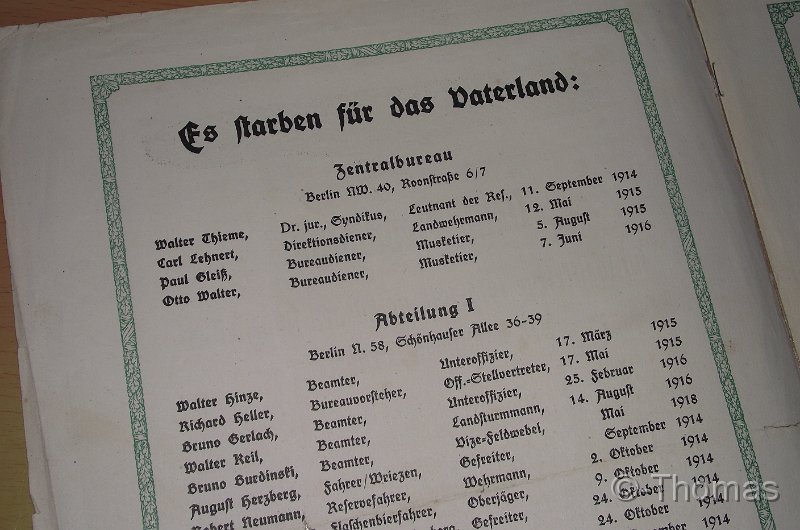 Es starben für das Vaterland:
Zentralbureau
Berlin NW. 40, Roonstraße 6/7
Walter Thieme, Dr. jur., Syndikus, Leutnant der Res., 11. September 1914
Carl Lehnert, Direktionsdiener, Landwehrmann, 12. Mai 1915
Paul Gleiß, Bureaudiener, Musketier, 5. August 1915
Otto Walter, Bureaudiener, Musketier, 7. Juni 1916
Abteilung I
Berlin N. 58, Schönhauser Allee 36-39
Walter Hinze, Beamter, Unteroffizier, 17. März 1915
Richard Heller, Bureauvorsteher, Off.-Stellvertreter, 17. Mai 1915
Bruno Gerlach, Beamter, Unteroffizier, 25. Februar 1916
Walter Keil, Beamter, Landsturmmann, 14. August 1916
Bruno Burdinski, Beamter, Vize-Feldwebel, Mai 1918
August Herzberg, Fahrer/Wriezen, Gefreiter, September 1914
Robert Neumann, Reservefahrer, Wehrmann, 2. Oktober 1914
Flaschenbierfahrer, Oberjäger, 9. Oktober 1914
Gefreiter, 24. Oktober 1914
24. 1914
© Thomas